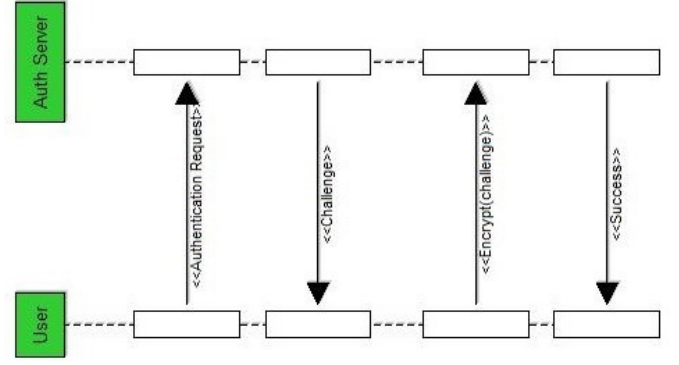 Auth Server
User
<<Authentication Request>
<<Challenge>>
<<Encrypt(challenge)>>
<<Success>>